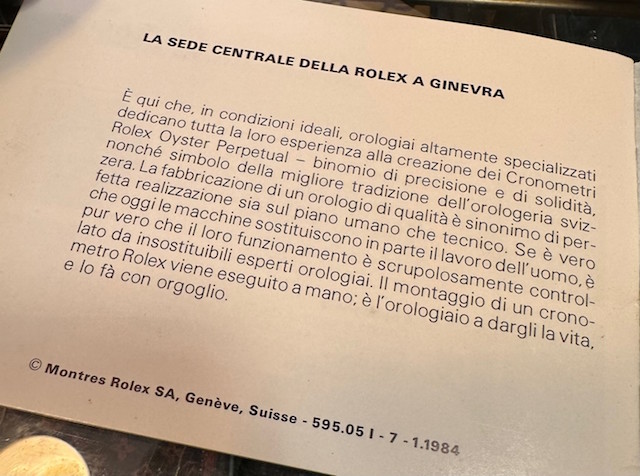 LA SEDE CENTRALE DELLA ROLEX A GINEVRA
È qui che, in condizioni ideali, orologiai altamente specializzati
dedicano tutta la loro esperienza alla creazione dei Cronometri
Rolex Oyster Perpetual – binomio di precisione e di solidità,
nonché simbolo della migliore tradizione dell'orologeria sviz-
zera. La fabbricazione di un orologio di qualità è sinonimo di per-
fetta realizzazione sia sul piano umano che tecnico. Se è vero
che oggi le macchine sostituiscono in parte il lavoro dell'uomo, è
pur vero che il loro funzionamento è scrupolosamente control-
lato da insostituibili esperti orologiai. Il montaggio di un crono-
metro Rolex viene eseguito a mano; è l'orologiaio a dargli la vita,
e lo fà con orgoglio.
© Montres Rolex SA, Genève, Suisse - 595.05 I - 7 - 1.1984